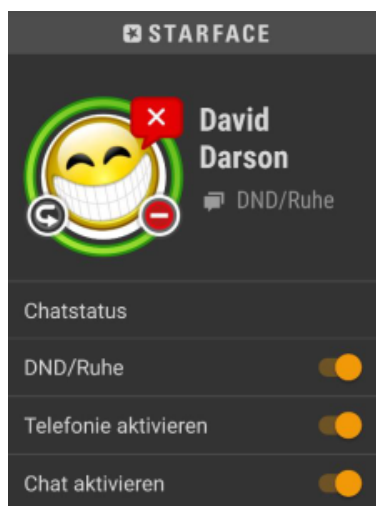 STARFACE
David
Darson
DND/Ruhe
Chatstatus
DND/Ruhe
Telefonie aktivieren
Chat aktivieren